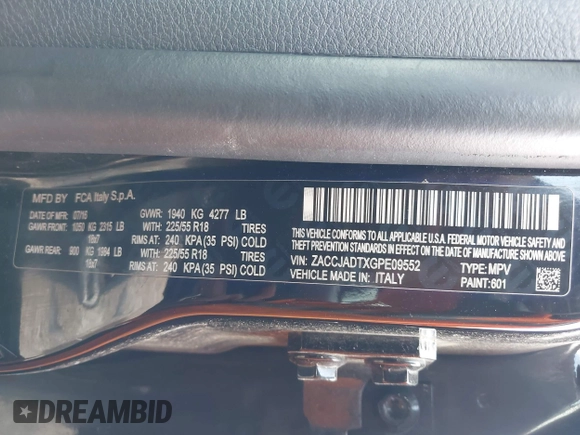 MFD BY FCA Italy S.p.A.
DATE OF MFR 07/16 GVWR: 1940 KG 4277 LB
GAWR FRONT: 1050 KG 2315 LB WITH: 225/55 R18 TIRES
18x7 RIMS AT: 240 KPA(35 PSI) COLD
GAWR REAR: 900 KG 1984 LB WITH: 225/55 R18 TIRES
18x7 RIMS AT: 240 KPA(35 PSI) COLD
THIS VEHICLE CONFORMS TO ALL APPLICABLE U.S.A. FEDERAL MOTOR VEHICLE SAFETY, BUMPER, AND THEFT PREVENTION STANDARDS IN EFFECT ON THE DATE OF MANUFACTURE SHOWN ABOVE.
VIN: ZACCJADTXGPE09552 TYPE: MPV
VEHICLE MADE IN: ITALY PAINT:601
DREAMBID